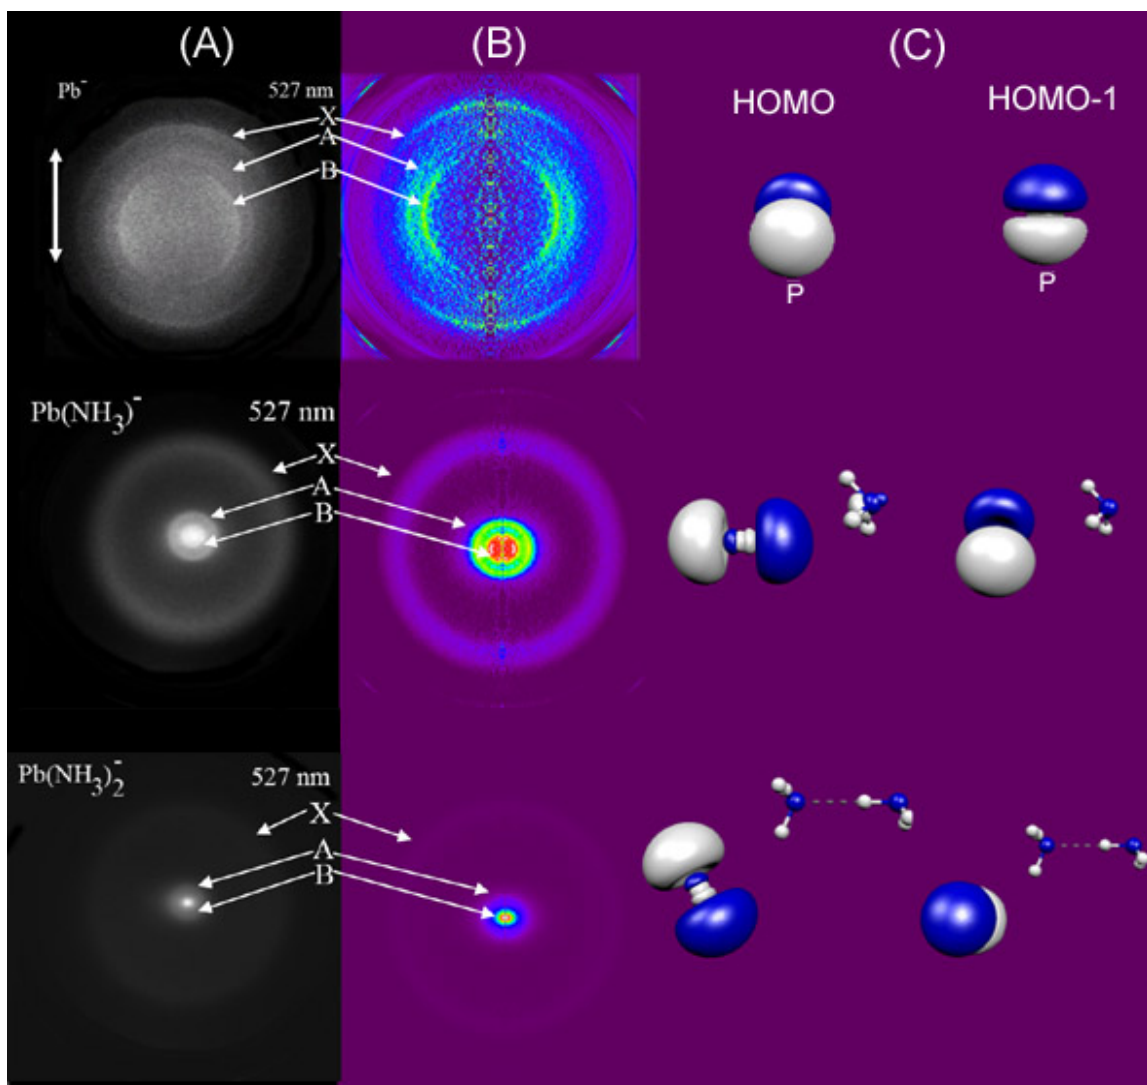 (A)
(B)
(C)
HOMO
HOMO-1
Pb⁻
527 nm
X
A
B
P
P
Pb(NH₃)⁻
527 nm
X
A
B
Pb(NH₃)₂⁻
527 nm
X
A
B